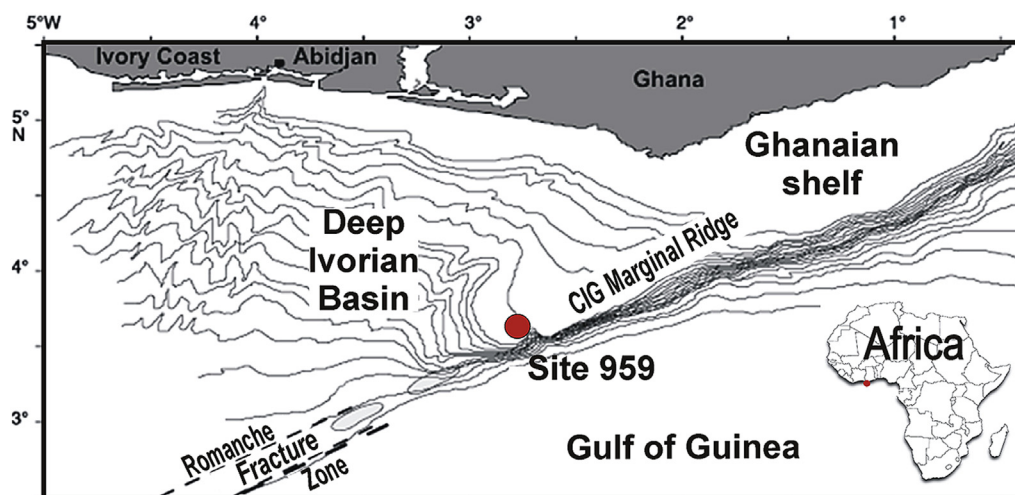 5°W
4°
3°
2°
1°
Ivory Coast
Abidjan
Ghana
5°
N
Ghanaian
shelf
Deep
Ivorian
Basin
CIG Marginal Ridge
4°
Site 959
Africa
3°
Romanche
Fracture
Zone
Gulf of Guinea